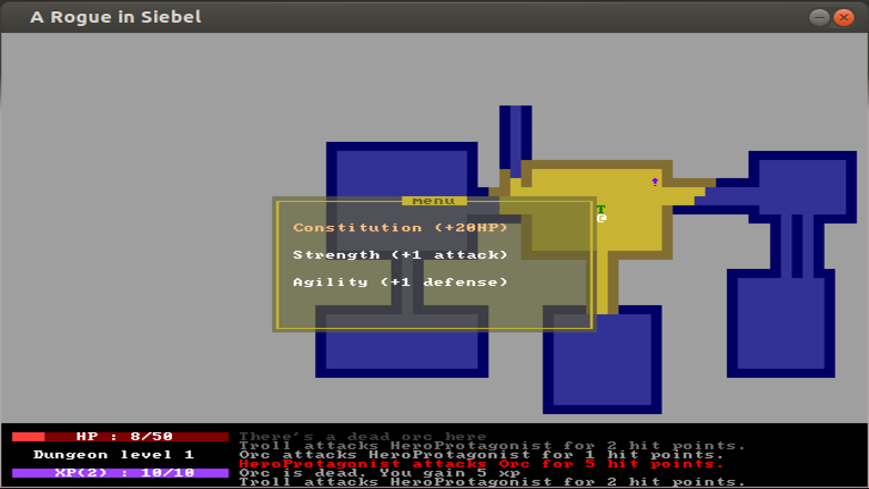 A Rogue in Siebel
menu
Constitution (+20HP)
Strength (+1 attack)
Agility (+1 defense)
T
@
!
HP : 8/50
Dungeon level 1
XP(2) : 10/10
There's a dead orc here
Troll attacks HeroProtagonist for 2 hit points.
Orc attacks HeroProtagonist for 1 hit points.
HeroProtagonist attacks Orc for 5 hit points.
Orc is dead. You gain 5 xp
Troll attacks HeroProtagonist for 2 hit points.